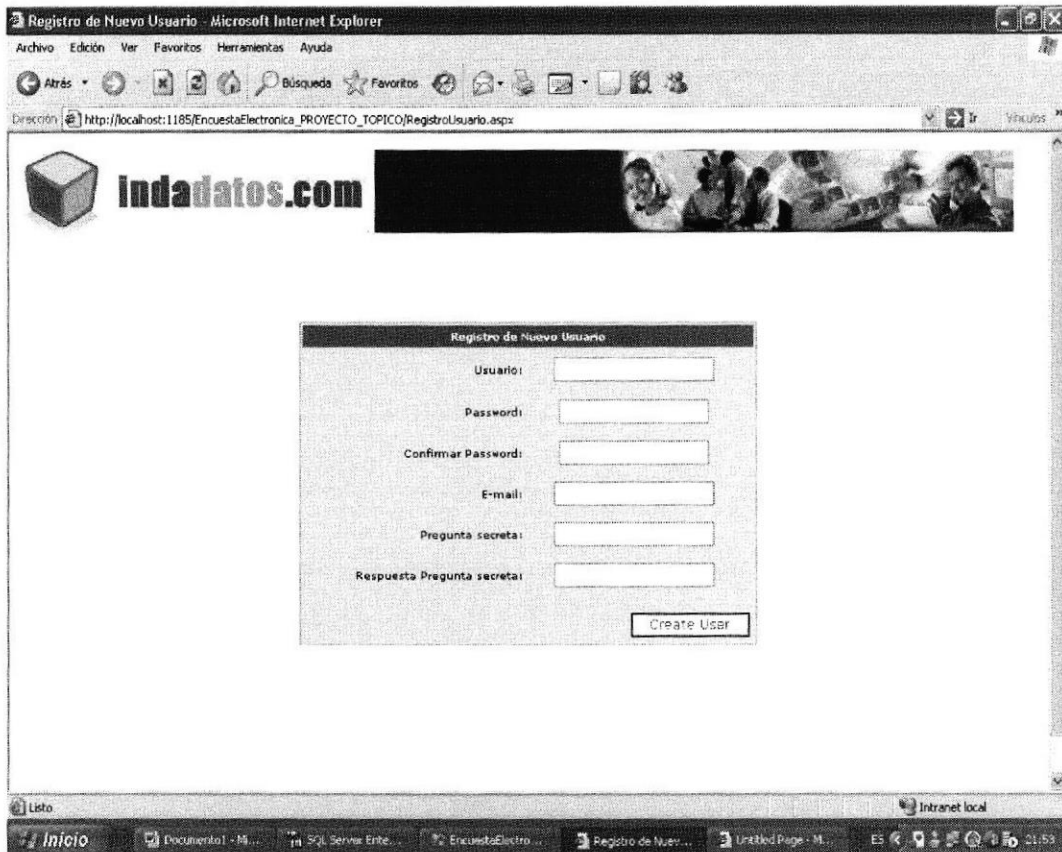 Registro de Nuevo Usuario - Microsoft Internet Explorer
Archivo Edición Ver Favoritos Herramientas Ayuda
Atrás Búsqueda Favoritos
Dirección http://localhost:1185/EncuestaElectronica_PROYECTO_TOPICO/RegistroUsuario.aspx Ir Vínculos
indadatos.com
Registro de Nuevo Usuario
Usuario:
Password:
Confirmar Password:
E-mail:
Pregunta secreta:
Respuesta Pregunta secreta:
Create User
Listo Intranet local
Inicio Documento1 - Mi... SQL Server Ente... EncuestaElectro... Registro de Nuev... Untitled Page - M... ES 21:53